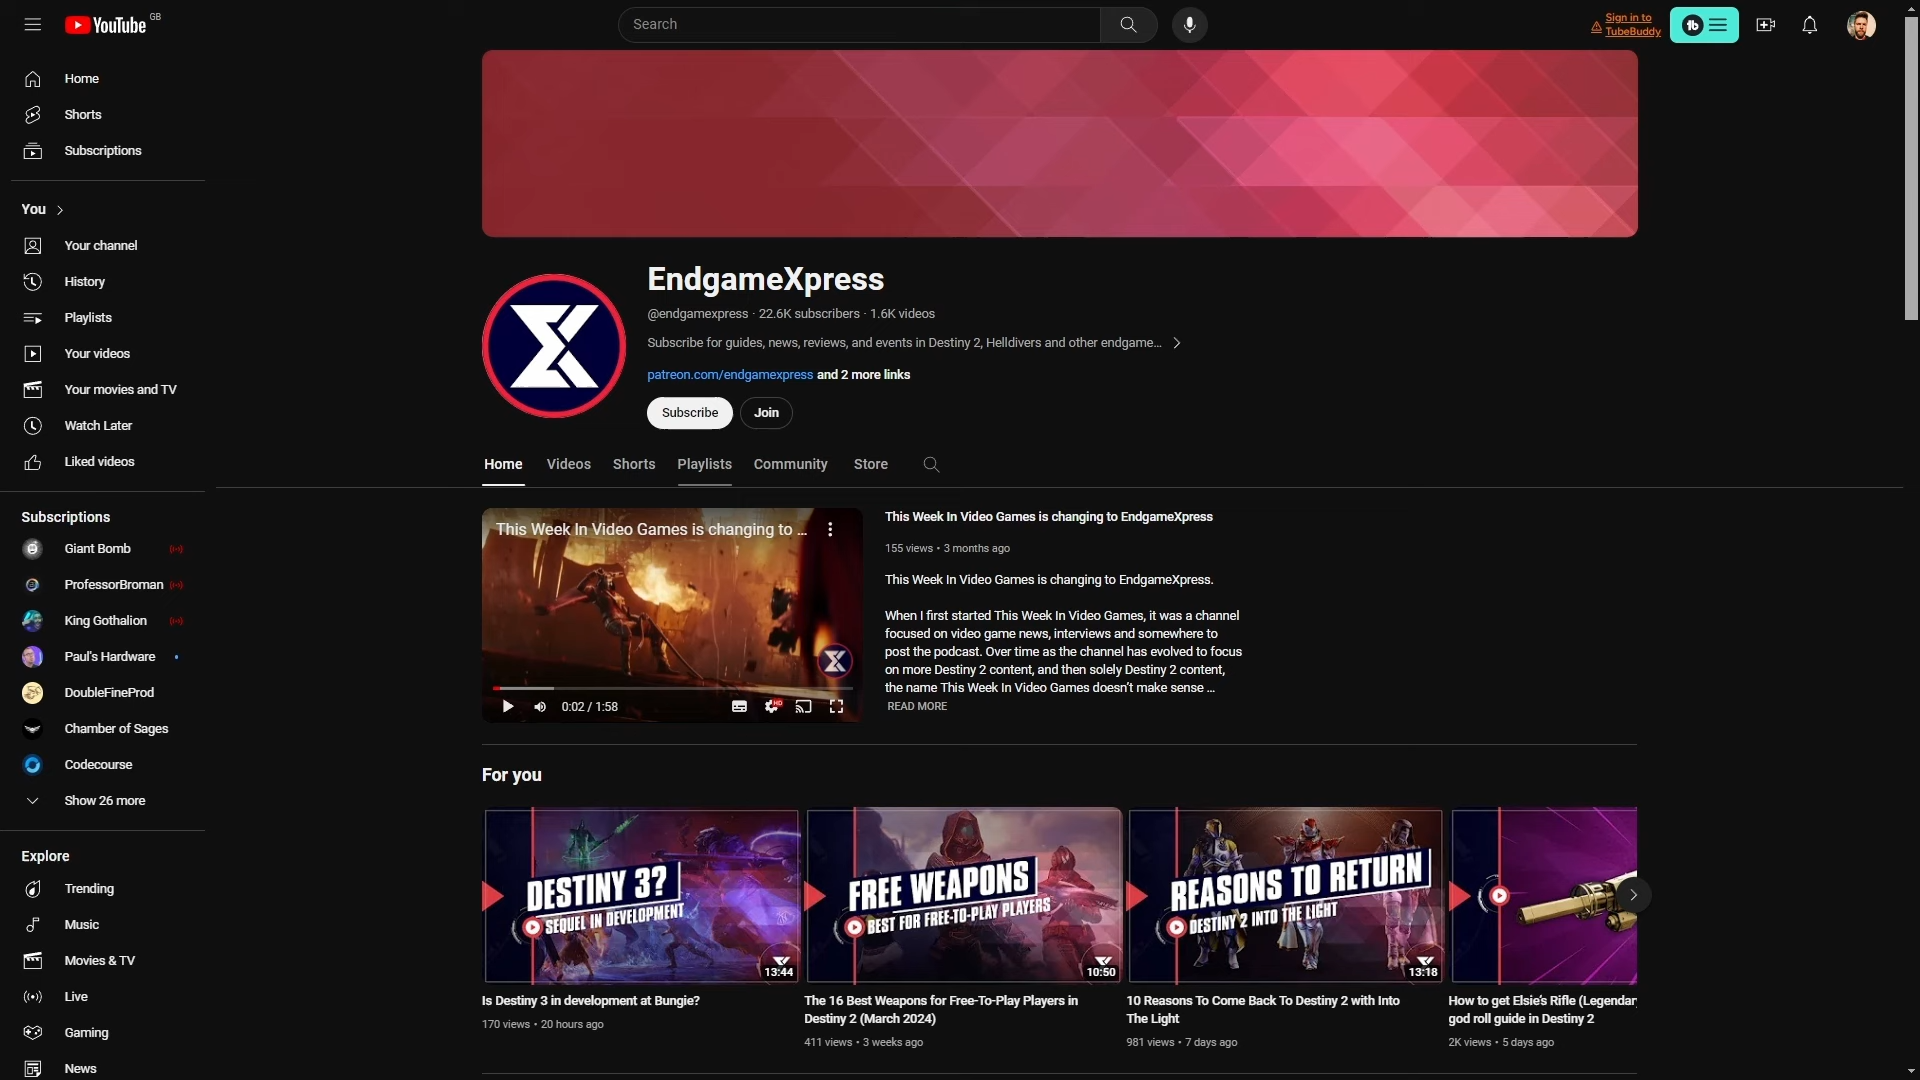 YouTube GB
Search
Sign in to
TubeBuddy
tb
Home
Shorts
Subscriptions
You
Your channel
History
Playlists
Your videos
Your movies and TV
Watch Later
Liked videos
Subscriptions
Giant Bomb
ProfessorBroman
King Gothalion
Paul's Hardware
DoubleFineProd
Chamber of Sages
Codecourse
Show 26 more
Explore
Trending
Music
Movies & TV
Live
Gaming
News
EndgameXpress
@endgamexpress · 22.6K subscribers · 1.6K videos
Subscribe for guides, news, reviews, and events in Destiny 2, Helldivers and other endgame...
patreon.com/endgamexpress and 2 more links
Subscribe
Join
Home
Videos
Shorts
Playlists
Community
Store
This Week In Video Games is changing to ...
0:02 / 1:58
HD
This Week In Video Games is changing to EndgameXpress
155 views • 3 months ago
This Week In Video Games is changing to EndgameXpress.
When I first started This Week In Video Games, it was a channel
focused on video game news, interviews and somewhere to
post the podcast. Over time as the channel has evolved to focus
on more Destiny 2 content, and then solely Destiny 2 content,
the name This Week In Video Games doesn't make sense ...
READ MORE
For you
DESTINY 3?
SEQUEL IN DEVELOPMENT
13:44
Is Destiny 3 in development at Bungie?
170 views • 20 hours ago
FREE WEAPONS
BEST FOR FREE-TO-PLAY PLAYERS
10:50
The 16 Best Weapons for Free-To-Play Players in
Destiny 2 (March 2024)
411 views • 3 weeks ago
REASONS TO RETURN
DESTINY 2 INTO THE LIGHT
13:18
10 Reasons To Come Back To Destiny 2 with Into
The Light
981 views • 7 days ago
How to get Elsie's Rifle (Legendar
god roll guide in Destiny 2
2K views • 5 days ago